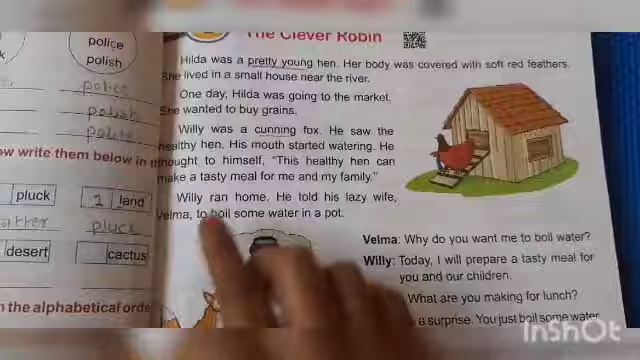 police
polish
police
polish
polite
ow write them below in
pluck
1 land
pluck
desert
cactus
n the alphabetical orde
The Clever Robin
Hilda was a pretty young hen. Her body was covered with soft red feathers.
She lived in a small house near the river.
One day, Hilda was going to the market.
She wanted to buy grains.
Willy was a cunning fox. He saw the
healthy hen. His mouth started watering. He
thought to himself, "This healthy hen can
make a tasty meal for me and my family."
Willy ran home. He told his lazy wife,
Velma, to boil some water in a pot.
Velma: Why do you want me to boil water?
Willy: Today, I will prepare a tasty meal for
you and our children.
What are you making for lunch?
a surprise. You just boil some water
InShOt